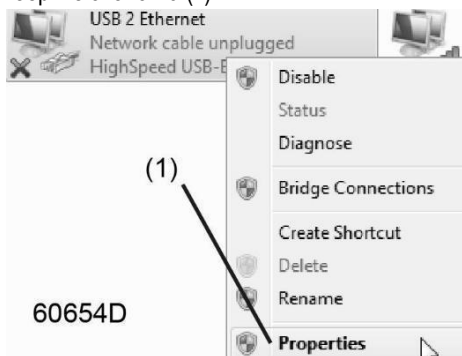 USB 2 Ethernet
Network cable unplugged
HighSpeed USB-E
Disable
Status
Diagnose
(1)
Bridge Connections
Create Shortcut
Delete
Rename
60654D
Properties